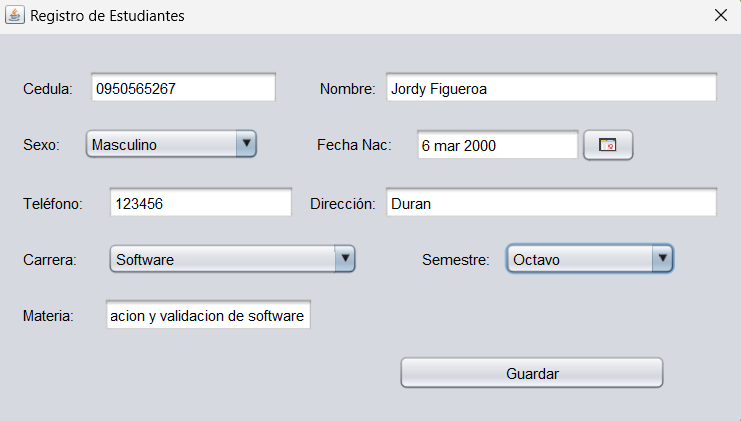 Registro de Estudiantes
Cedula: 0950565267 Nombre: Jordy Figueroa
Sexo: Masculino Fecha Nac: 6 mar 2000
Teléfono: 123456 Dirección: Duran
Carrera: Software Semestre: Octavo
Materia: acion y validacion de software
Guardar